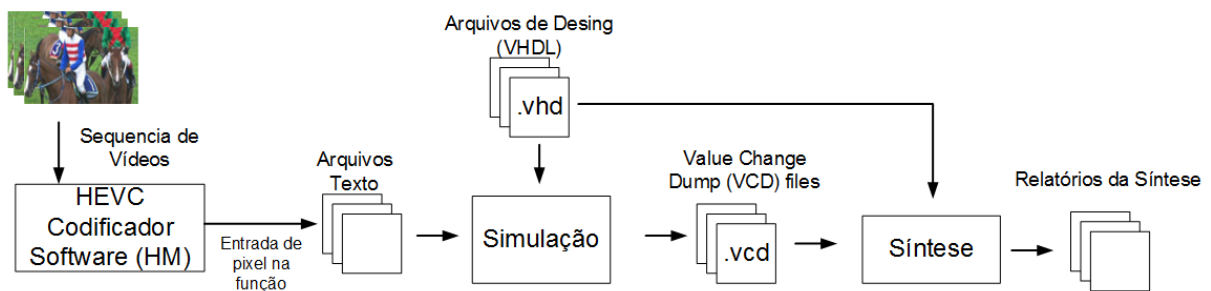 Arquivos de Desing
(VHDL)
.vhd
Sequencia de
Vídeos
HEVC
Codificador
Software (HM)
Entrada de
pixel na
função
Arquivos
Texto
Simulação
Value Change
Dump (VCD) files
.vcd
Síntese
Relatórios da Síntese